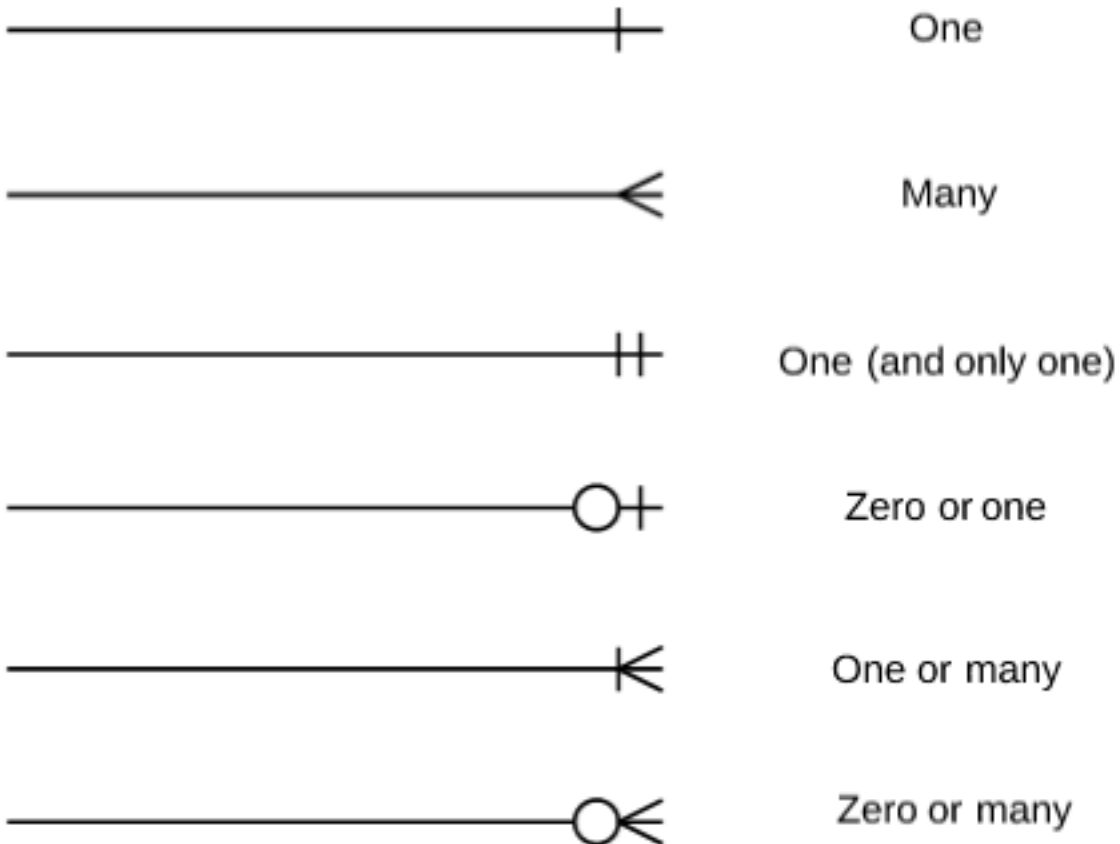 One
Many
One (and only one)
Zero or one
One or many
Zero or many